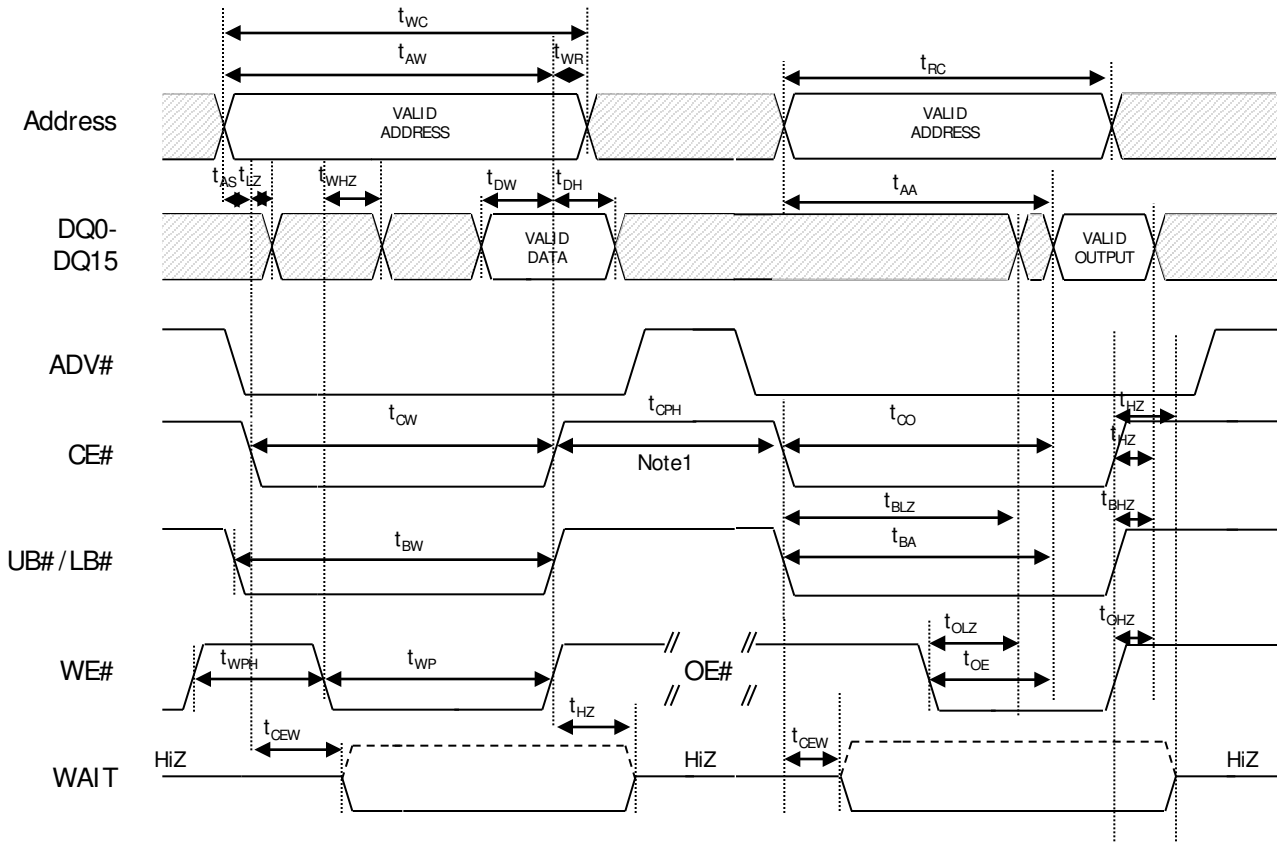 tWC
tAW
tWR
tRC
Address
VALID
ADDRESS
VALID
ADDRESS
tAS tLZ
tWHZ
tDW
tDH
tAA
DQ0-
DQ15
VALID
DATA
VALID
OUTPUT
ADV#
tCW
tCPH
tCO
tHZ
CE#
Note1
tHZ
tBLZ
tBHZ
UB# / LB#
tBW
tBA
tOLZ
tOHZ
WE#
tWPH
tWP
//
//
OE#
//
//
tOE
tCEW
tHZ
tCEW
WAIT
HiZ
HiZ
HiZ